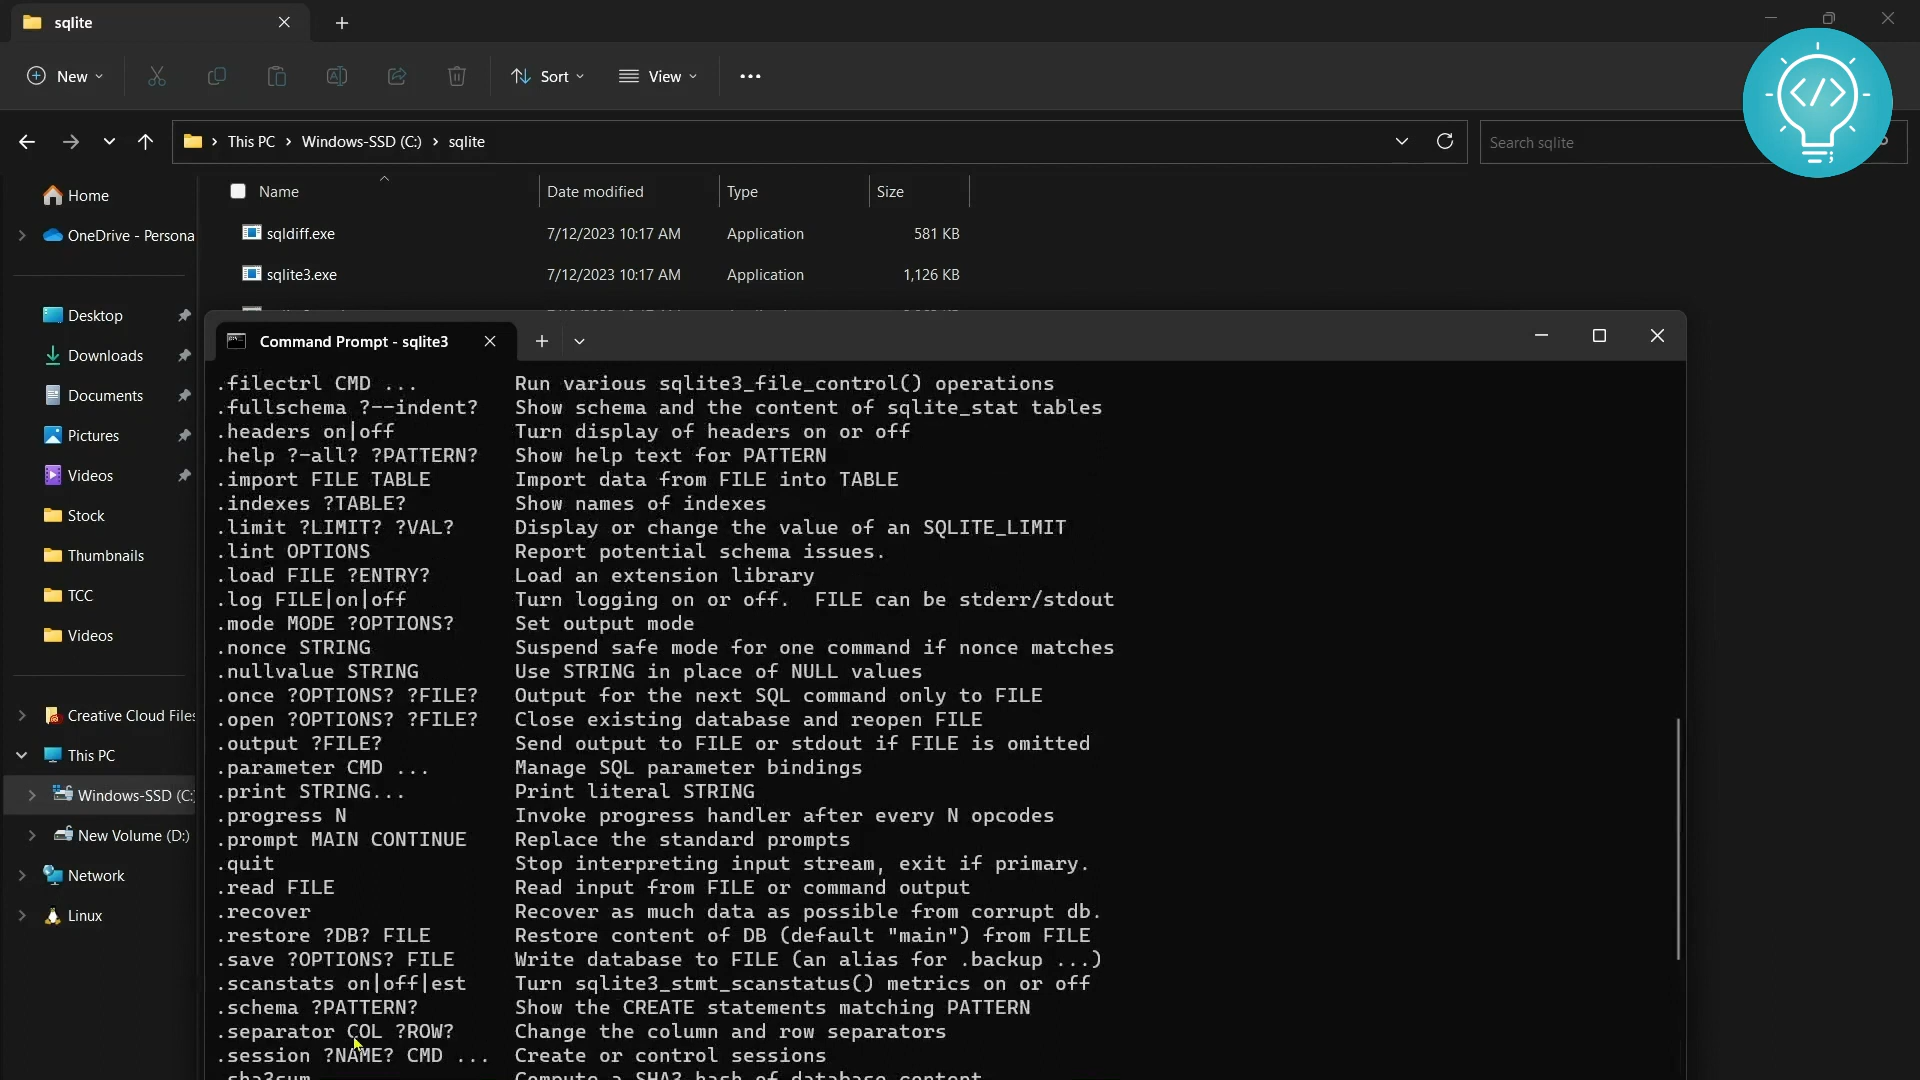 sqlite
New
Sort
View
This PC
Windows-SSD (C:)
sqlite
Search sqlite
</>
;
Home
OneDrive - Persona
Desktop
Downloads
Documents
Pictures
Videos
Stock
Thumbnails
TCC
Videos
Creative Cloud Files
This PC
Windows-SSD (C:
New Volume (D:)
Network
Linux
Name Date modified Type Size
sqldiff.exe 7/12/2023 10:17 AM Application 581 KB
sqlite3.exe 7/12/2023 10:17 AM Application 1,126 KB
Command Prompt - sqlite3
.filectrl CMD ... Run various sqlite3_file_control() operations
.fullschema ?--indent? Show schema and the content of sqlite_stat tables
.headers on|off Turn display of headers on or off
.help ?-all? ?PATTERN? Show help text for PATTERN
.import FILE TABLE Import data from FILE into TABLE
.indexes ?TABLE? Show names of indexes
.limit ?LIMIT? ?VAL? Display or change the value of an SQLITE_LIMIT
.lint OPTIONS Report potential schema issues.
.load FILE ?ENTRY? Load an extension library
.log FILE|on|off Turn logging on or off.  FILE can be stderr/stdout
.mode MODE ?OPTIONS? Set output mode
.nonce STRING Suspend safe mode for one command if nonce matches
.nullvalue STRING Use STRING in place of NULL values
.once ?OPTIONS? ?FILE? Output for the next SQL command only to FILE
.open ?OPTIONS? ?FILE? Close existing database and reopen FILE
.output ?FILE? Send output to FILE or stdout if FILE is omitted
.parameter CMD ... Manage SQL parameter bindings
.print STRING... Print literal STRING
.progress N Invoke progress handler after every N opcodes
.prompt MAIN CONTINUE Replace the standard prompts
.quit Stop interpreting input stream, exit if primary.
.read FILE Read input from FILE or command output
.recover Recover as much data as possible from corrupt db.
.restore ?DB? FILE Restore content of DB (default "main") from FILE
.save ?OPTIONS? FILE Write database to FILE (an alias for .backup ...)
.scanstats on|off|est Turn sqlite3_stmt_scanstatus() metrics on or off
.schema ?PATTERN? Show the CREATE statements matching PATTERN
.separator COL ?ROW? Change the column and row separators
.session ?NAME? CMD ... Create or control sessions
.sha3sum Compute a SHA3 hash of database content